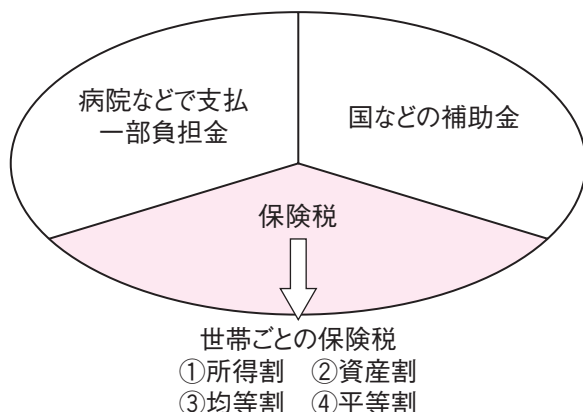 病院などで支払
一部負担金
国などの補助金
保険税
世帯ごとの保険税
①所得割　②資産割
③均等割　④平等割